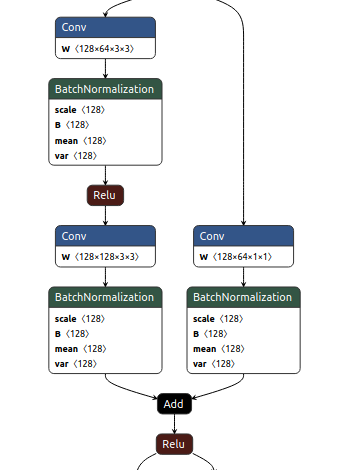 Conv
W 〈128×64×3×3〉
BatchNormalization
scale 〈128〉
B 〈128〉
mean 〈128〉
var 〈128〉
Relu
Conv
W 〈128×128×3×3〉
BatchNormalization
scale 〈128〉
B 〈128〉
mean 〈128〉
var 〈128〉
Conv
W 〈128×64×1×1〉
BatchNormalization
scale 〈128〉
B 〈128〉
mean 〈128〉
var 〈128〉
Add
Relu